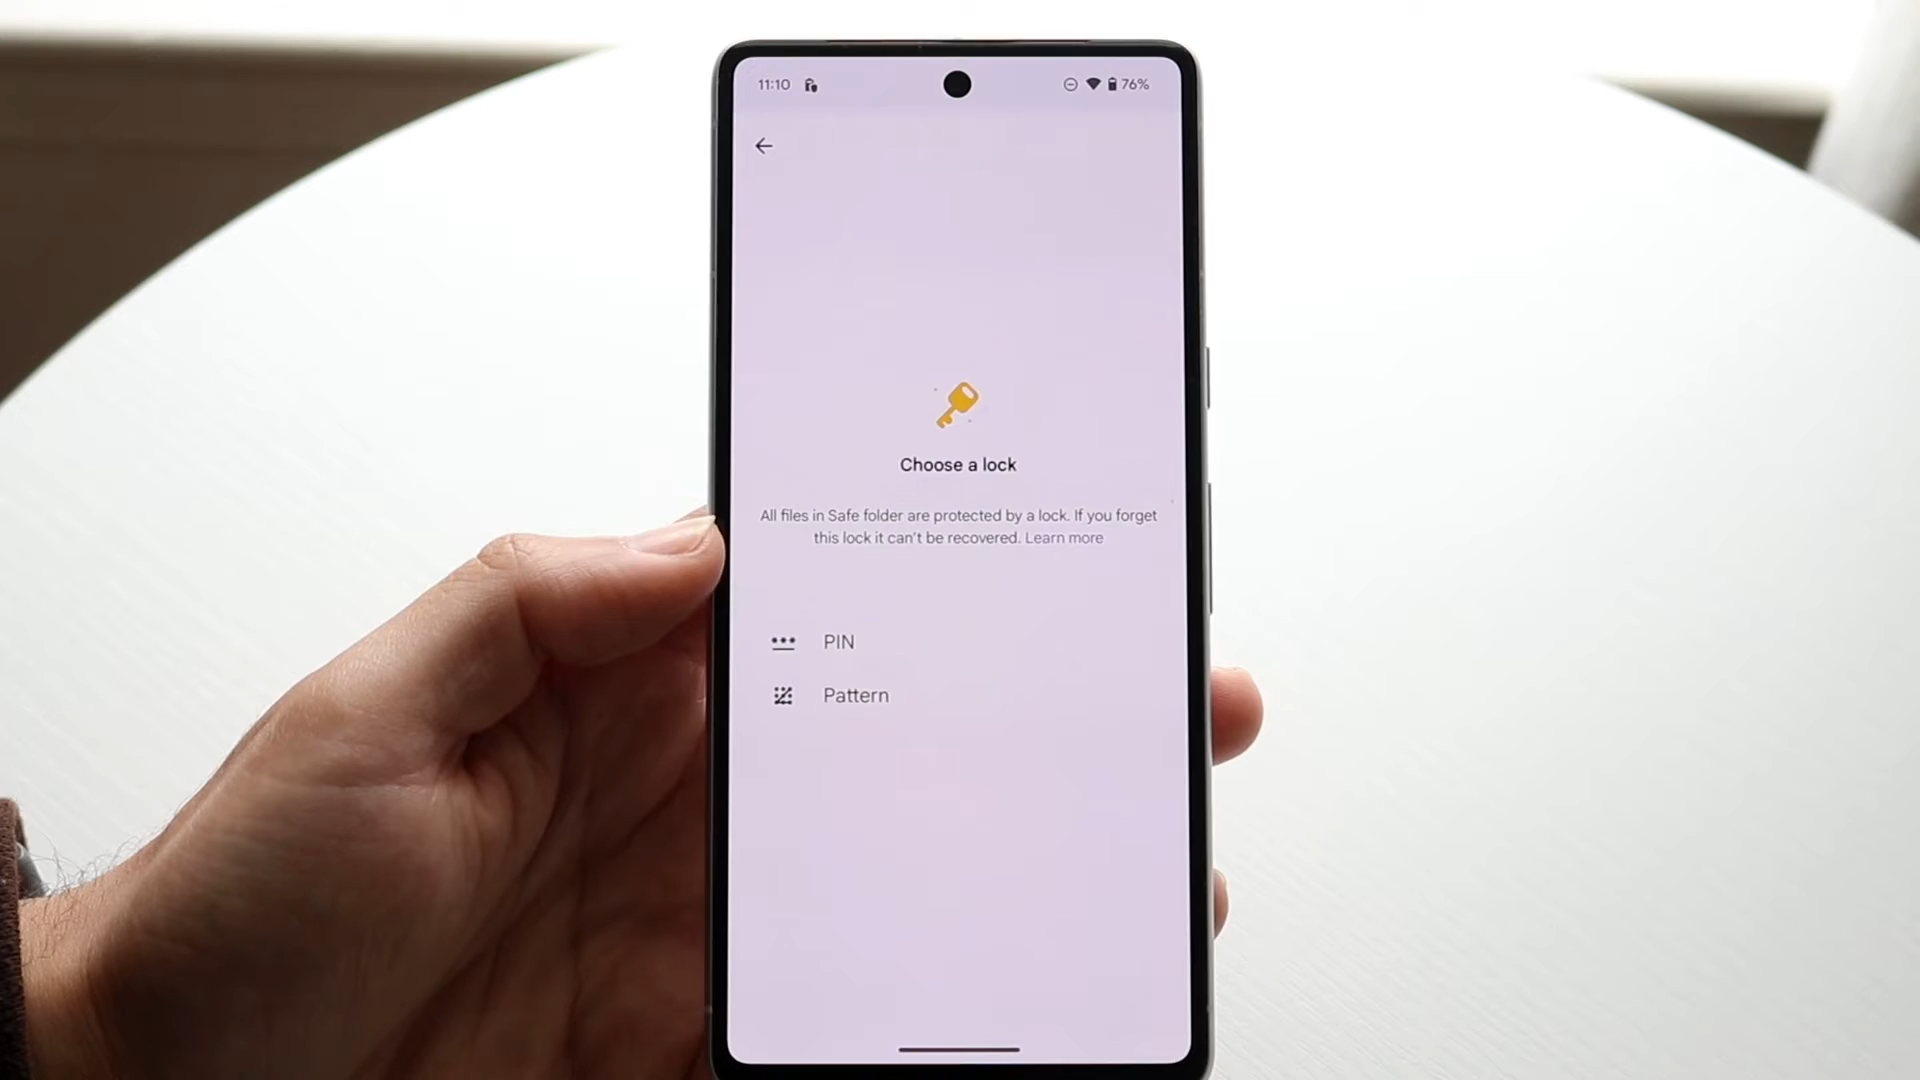 11:10 76%
Choose a lock
All files in Safe folder are protected by a lock. If you forget
this lock it can't be recovered. Learn more
PIN
Pattern